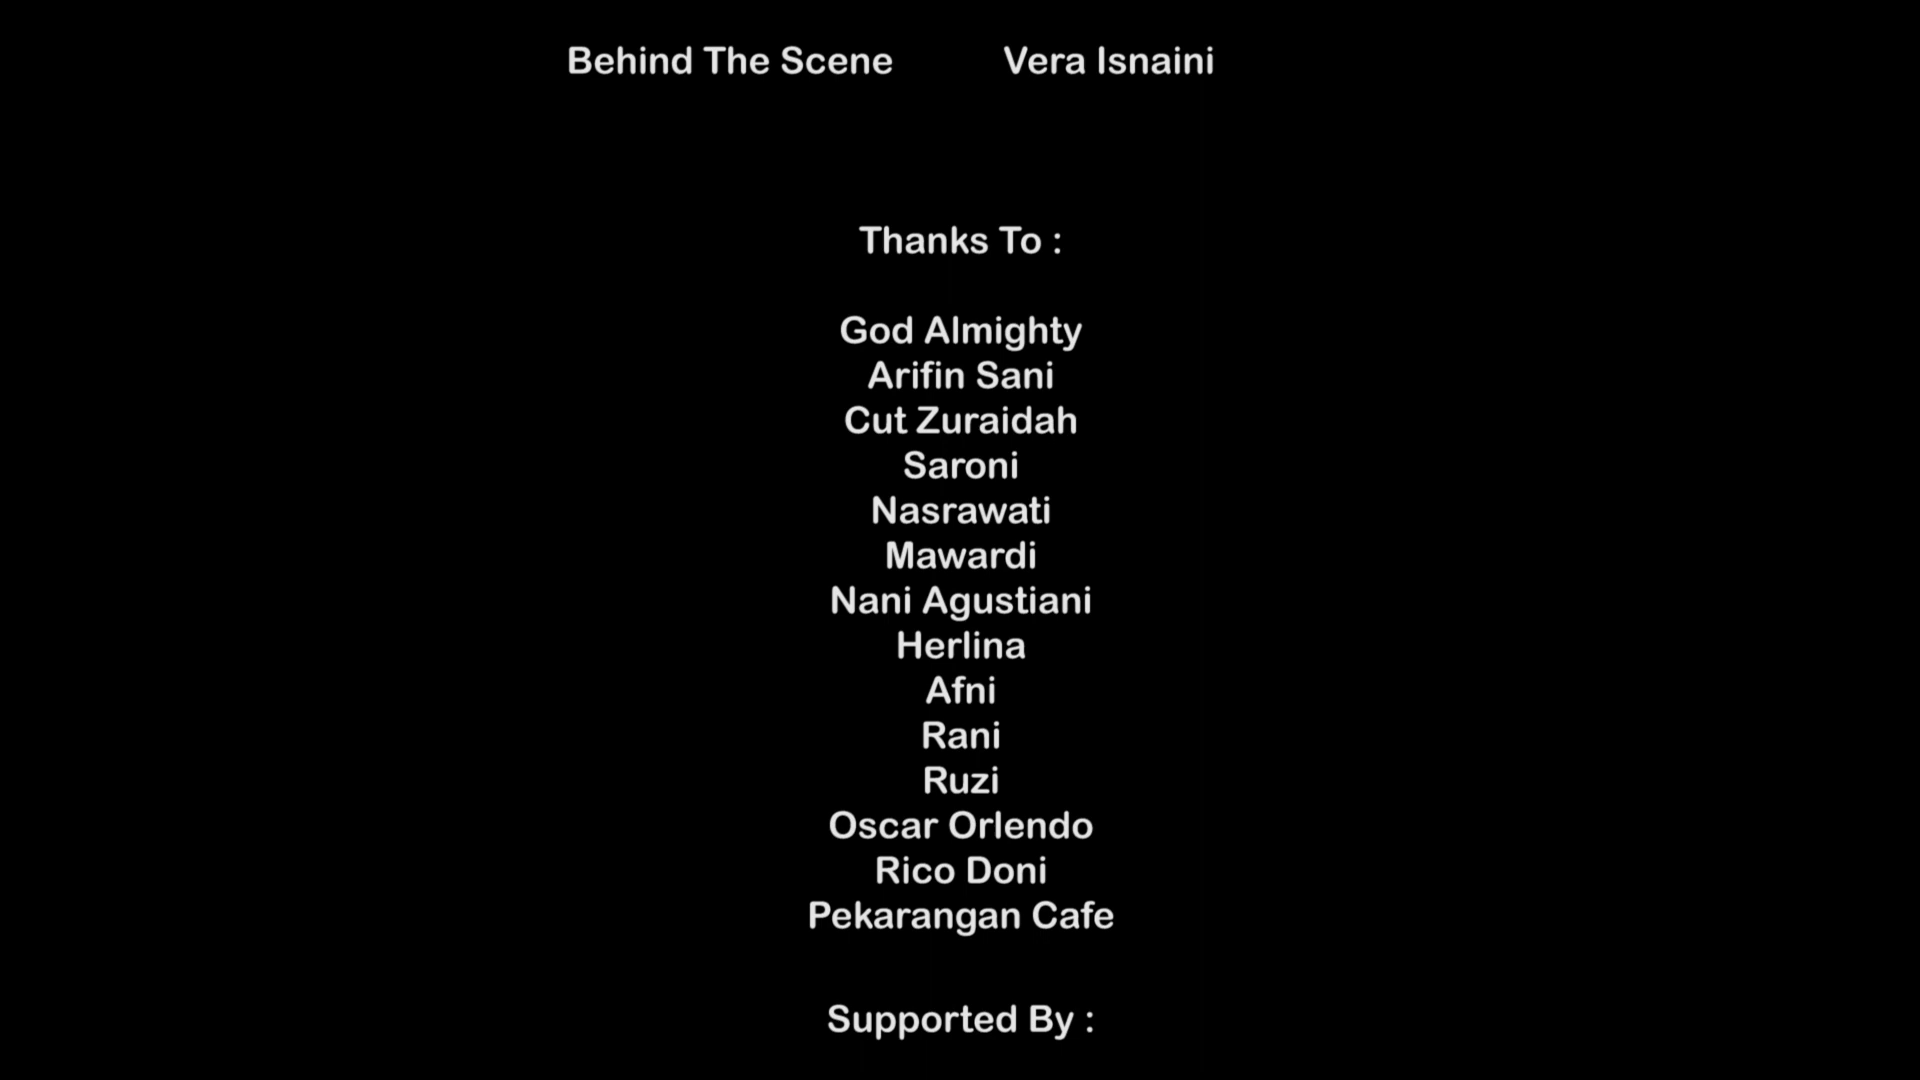 Behind The Scene Vera Isnaini
Thanks To :
God Almighty
Arifin Sani
Cut Zuraidah
Saroni
Nasrawati
Mawardi
Nani Agustiani
Herlina
Afni
Rani
Ruzi
Oscar Orlendo
Rico Doni
Pekarangan Cafe
Supported By :